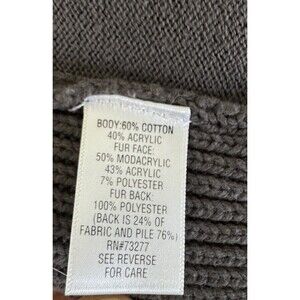 BODY:60% COTTON
40% ACRYLIC
FUR FACE:
50% MODACRYLIC
43% ACRYLIC
7% POLYESTER
FUR BACK:
100% POLYESTER
(BACK IS 24% OF
FABRIC AND PILE 76%)
RN#73277
SEE REVERSE
FOR CARE